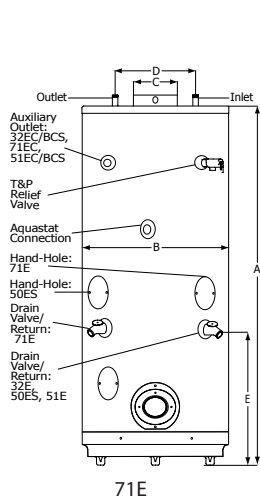 D
C
Outlet
Inlet
Auxiliary
Outlet:
32EC/BCS,
71EC,
51EC/BCS
T&P
Relief
Valve
Aquastat
Connection
B
A
Hand-Hole:
71E
Hand-Hole:
50ES
Drain
Valve/
Return:
71E
E
Drain
Valve/
Return:
32E,
50ES, 51E
71E